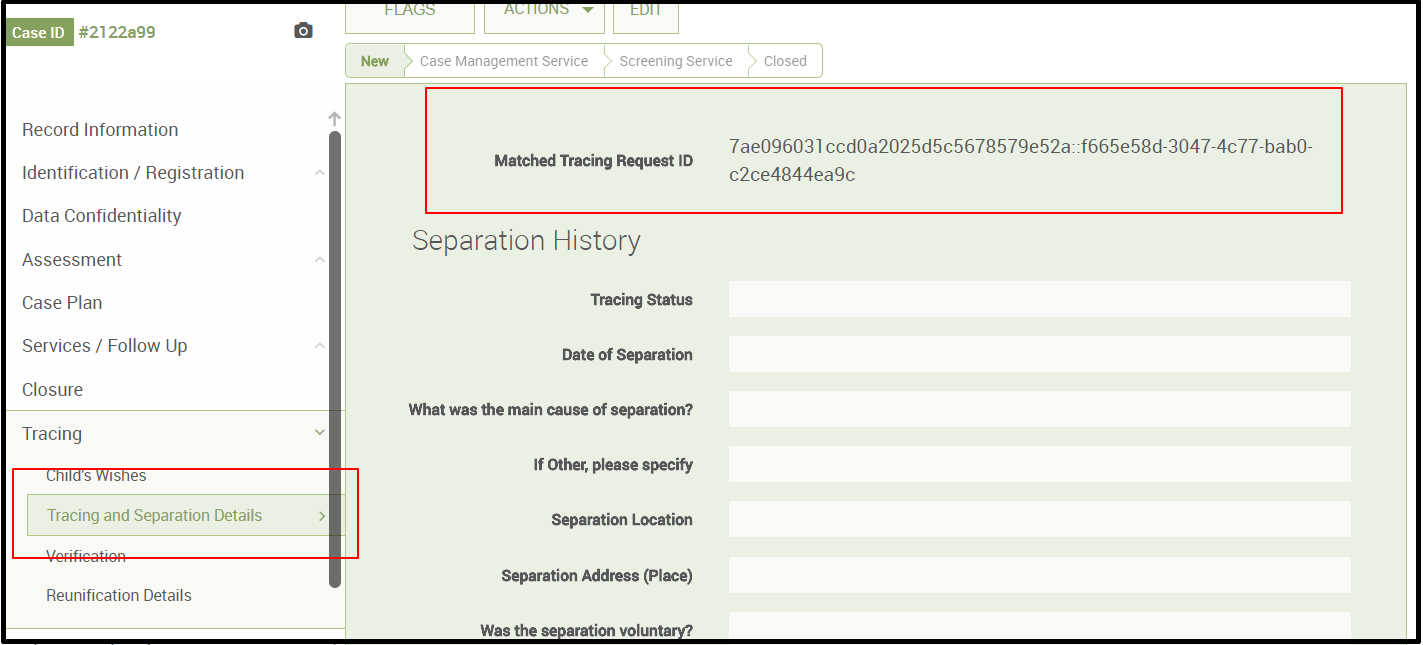 Case ID #2122a99
FLAGS ACTIONS EDIT
New Case Management Service Screening Service Closed
Record Information
Identification / Registration
Data Confidentiality
Assessment
Case Plan
Services / Follow Up
Closure
Tracing
Child's Wishes
Tracing and Separation Details
Verification
Reunification Details
Matched Tracing Request ID
7ae096031ccd0a2025d5c5678579e52a::f665e58d-3047-4c77-bab0-
c2ce4844ea9c
Separation History
Tracing Status
Date of Separation
What was the main cause of separation?
If Other, please specify
Separation Location
Separation Address (Place)
Was the separation voluntary?